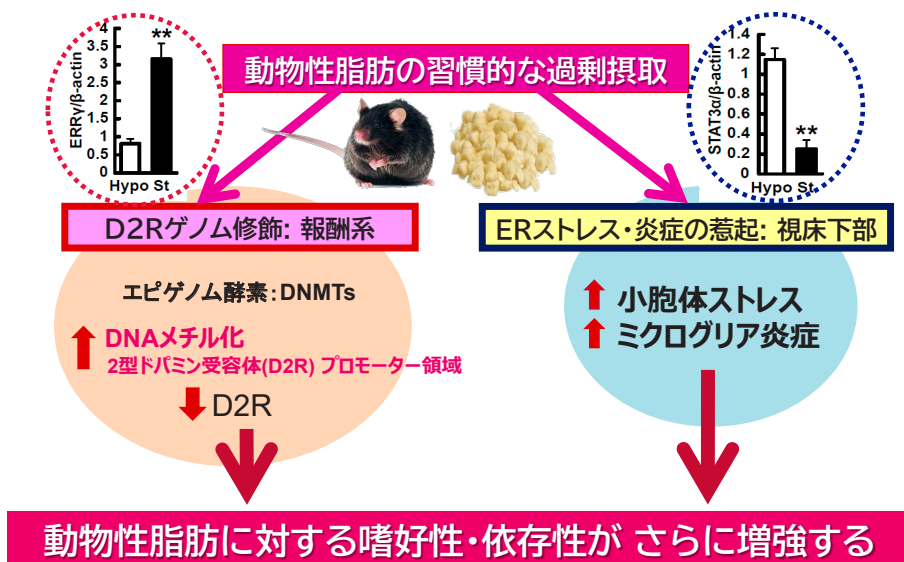 動物性脂肪の習慣的な過剰摂取
ERRγ/β-actin
4
3.5
3
2.5
2
1.5
1
0.5
0
**
Hypo St
STAT3α/β-actin
1.4
1.2
1
0.8
0.6
0.4
0.2
0
**
Hypo St
D2Rゲノム修飾: 報酬系
エピゲノム酵素:DNMTs
DNAメチル化
2型ドパミン受容体(D2R) プロモーター領域
D2R
ERストレス・炎症の惹起: 視床下部
小胞体ストレス
ミクログリア炎症
動物性脂肪に対する嗜好性・依存性が さらに増強する